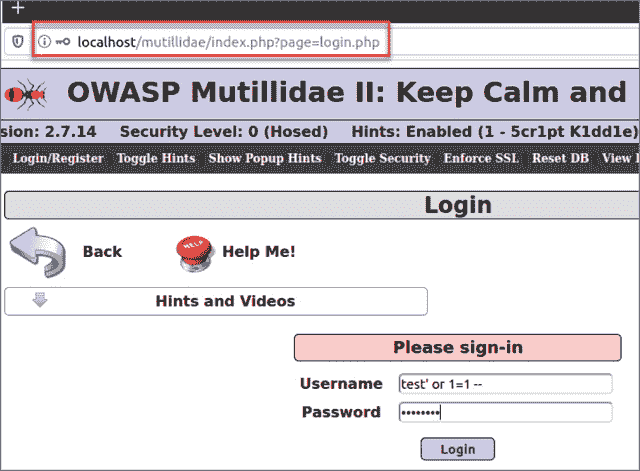 localhost/mutillidae/index.php?page=login.php
OWASP Mutillidae II: Keep Calm and
sion: 2.7.14 Security Level: 0 (Hosed) Hints: Enabled (1 - 5cr1pt K1dd1e)
Login/Register Toggle Hints Show Popup Hints Toggle Security Enforce SSL Reset DB View
Login
Back HELP Help Me!
Hints and Videos
Please sign-in
Username test' or 1=1 --
Password ••••••••
Login